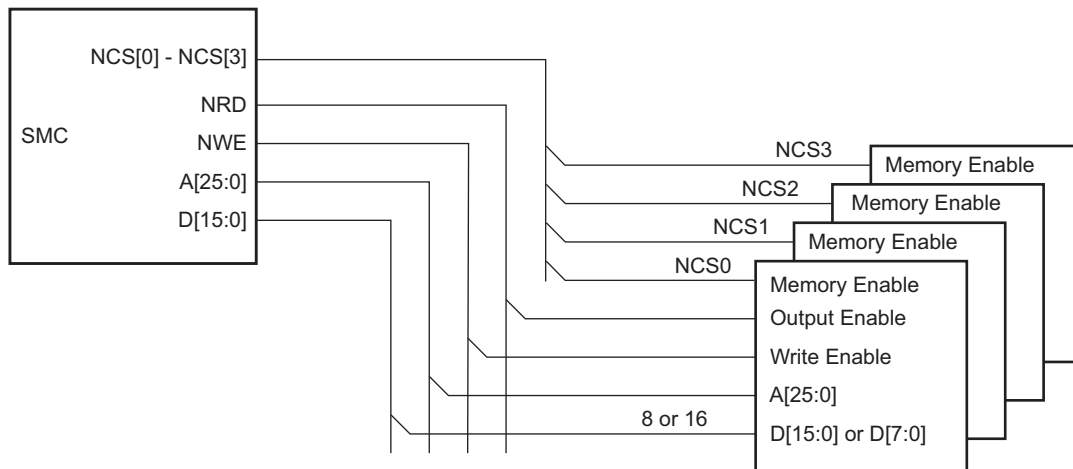 NCS[0] - NCS[3]
NRD
SMC
NWE
A[25:0]
D[15:0]
NCS3
Memory Enable
NCS2
Memory Enable
NCS1
Memory Enable
NCS0
Memory Enable
Output Enable
Write Enable
A[25:0]
8 or 16
D[15:0] or D[7:0]